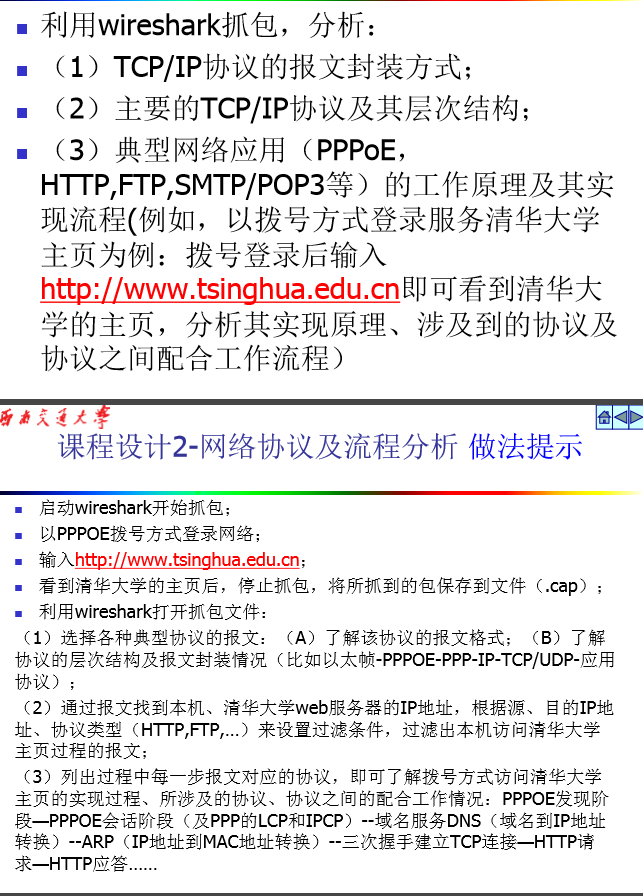 利用wireshark抓包，分析：
（1）TCP/IP协议的报文封装方式；
（2）主要的TCP/IP协议及其层次结构；
（3）典型网络应用（PPPoE，
HTTP,FTP,SMTP/POP3等）的工作原理及其实
现流程(例如，以拨号方式登录服务清华大学
主页为例：拨号登录后输入
http://www.tsinghua.edu.cn即可看到清华大
学的主页，分析其实现原理、涉及到的协议及
协议之间配合工作流程）
西南交通大学
课程设计2-网络协议及流程分析 做法提示
启动wireshark开始抓包；
以PPPOE拨号方式登录网络；
输入http://www.tsinghua.edu.cn；
看到清华大学的主页后，停止抓包，将所抓到的包保存到文件（.cap）；
利用wireshark打开抓包文件：
（1）选择各种典型协议的报文：（A）了解该协议的报文格式；（B）了解
协议的层次结构及报文封装情况（比如以太帧-PPPOE-PPP-IP-TCP/UDP-应用
协议）；
（2）通过报文找到本机、清华大学web服务器的IP地址，根据源、目的IP地
址、协议类型（HTTP,FTP,...）来设置过滤条件，过滤出本机访问清华大学
主页过程的报文；
（3）列出过程中每一步报文对应的协议，即可了解拨号方式访问清华大学
主页的实现过程、所涉及的协议、协议之间的配合工作情况：PPPOE发现阶
段—PPPOE会话阶段（及PPP的LCP和IPCP）--域名服务DNS（域名到IP地址
转换）--ARP（IP地址到MAC地址转换）--三次握手建立TCP连接—HTTP请
求—HTTP应答......